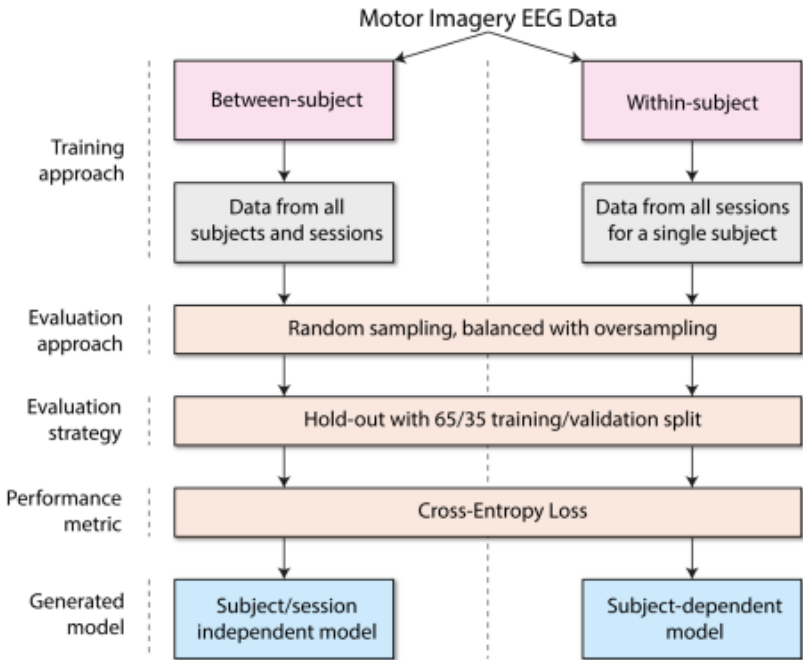 Motor Imagery EEG Data
Training
approach
Between-subject
Within-subject
Data from all
subjects and sessions
Data from all sessions
for a single subject
Evaluation
approach
Random sampling, balanced with oversampling
Evaluation
strategy
Hold-out with 65/35 training/validation split
Performance
metric
Cross-Entropy Loss
Generated
model
Subject/session
independent model
Subject-dependent
model